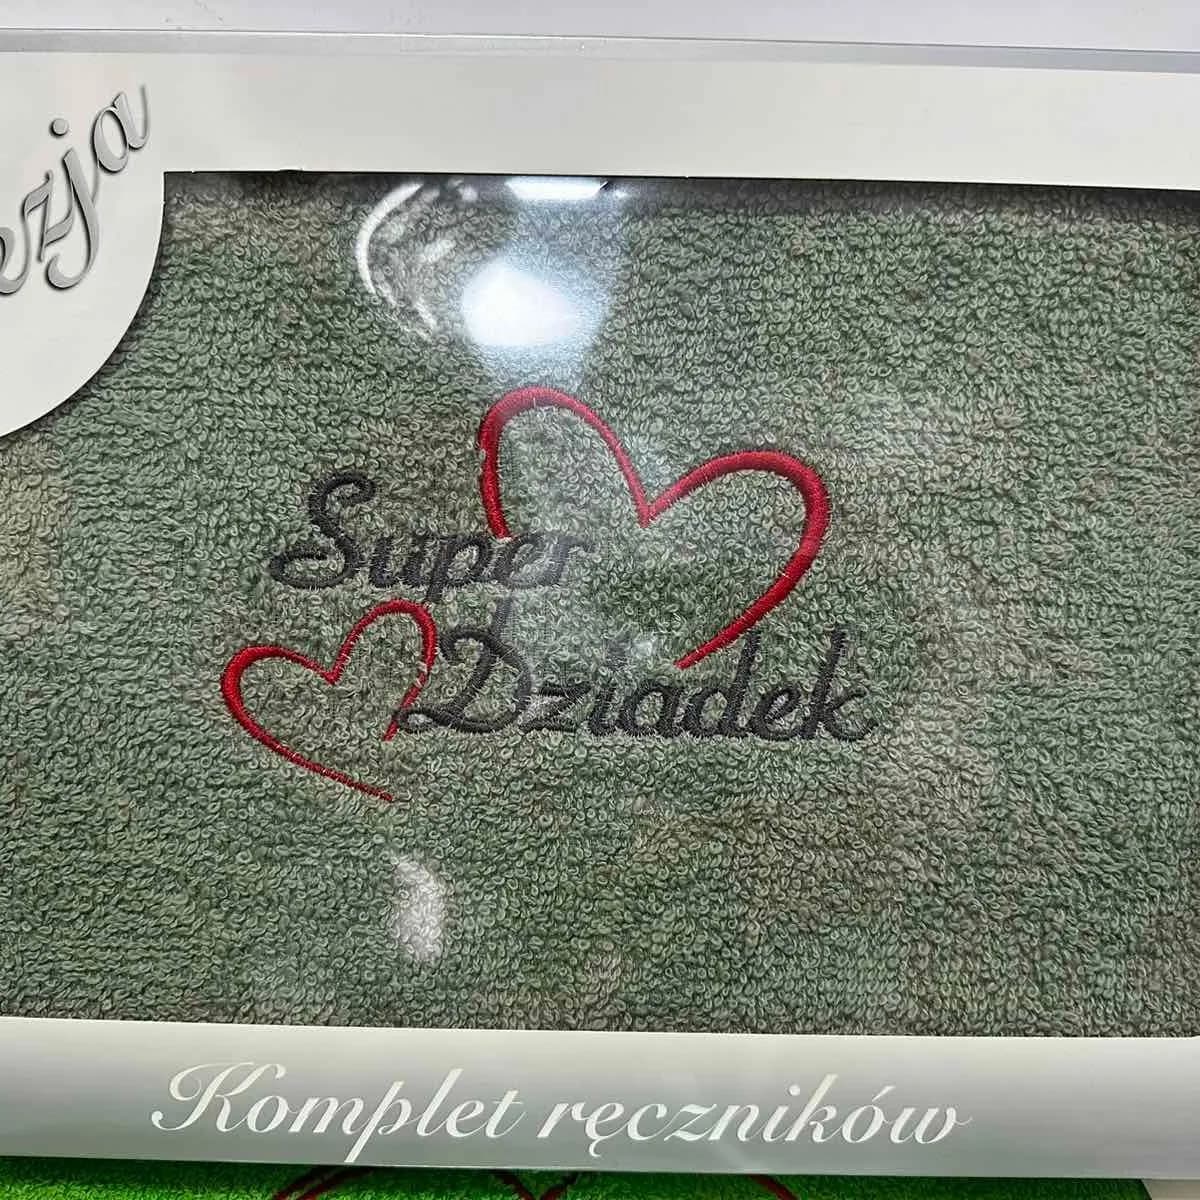 Super
Dziadek
Komplet ręczników